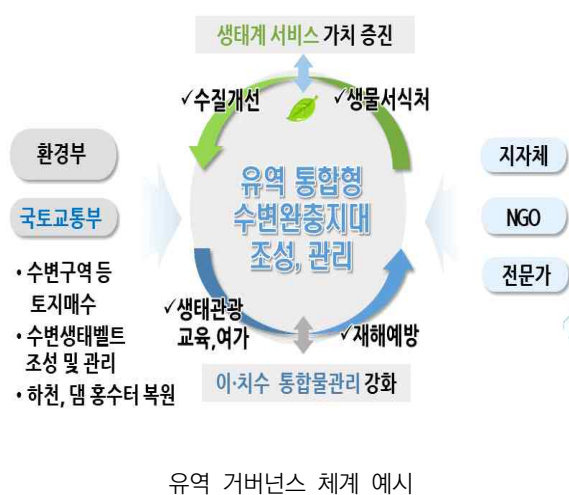 생태계 서비스 가치 증진
✓수질개선
✓생물서식처
환경부
국토교통부
• 수변구역 등
토지매수
• 수변생태벨트
조성 및 관리
• 하천, 댐 홍수터 복원
유역 통합형
수변완충지대
조성, 관리
✓생태관광
교육,여가
✓재해예방
이·치수 통합물관리 강화
지자체
NGO
전문가
유역 거버넌스 체계 예시